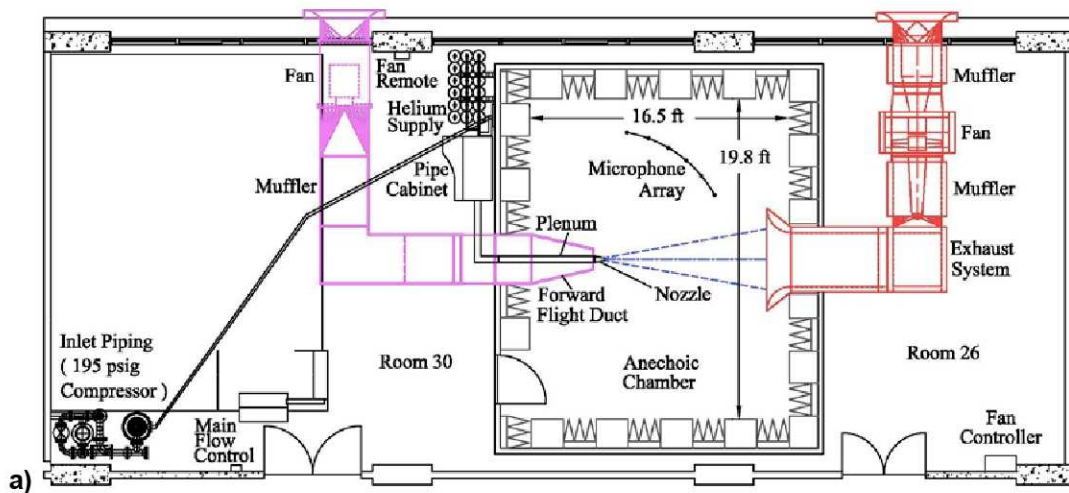 Fan
Fan
Remote
Helium
Supply
16.5 ft
19.8 ft
Muffler
Fan
Muffler
Microphone
Array
Pipe
Cabinet
Muffler
Plenum
Nozzle
Forward
Flight Duct
Exhaust
System
Inlet Piping
( 195 psig
Compressor )
Room 30
Anechoic
Chamber
Room 26
Main
Flow
Control
Fan
Controller
a)